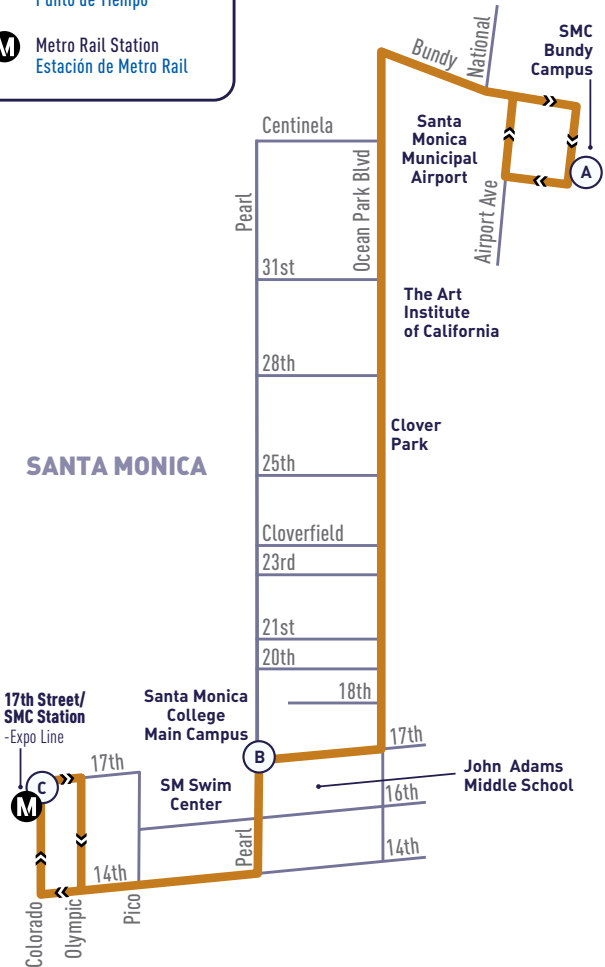 Punto de Tiempo
M
Metro Rail Station
Estación de Metro Rail
Bundy
National
SMC
Bundy
Campus
A
Santa
Monica
Municipal
Airport
Airport Ave
Centinela
Ocean Park Blvd
Pearl
31st
The Art
Institute
of California
28th
Clover
Park
SANTA MONICA
25th
Cloverfield
23rd
21st
20th
18th
17th Street/
SMC Station
-Expo Line
Santa Monica
College
Main Campus
B
17th
C
M
17th
SM Swim
Center
John Adams
Middle School
16th
Pearl
14th
14th
Colorado
Olympic
Pico